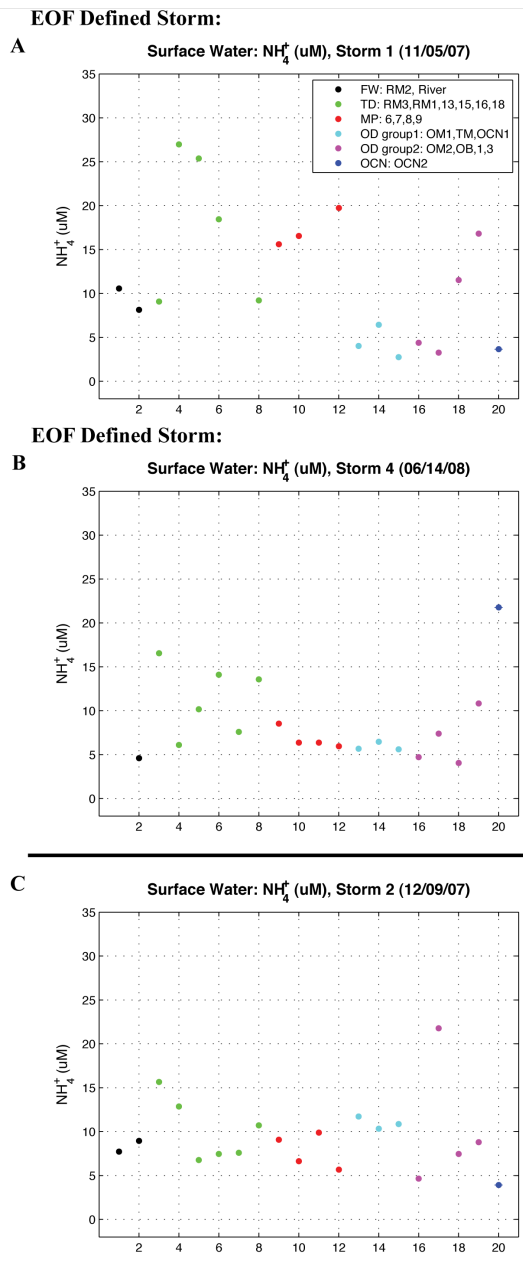 EOF Defined Storm:
A
Surface Water: NH4+ (uM), Storm 1 (11/05/07)
FW: RM2, River
TD: RM3,RM1,13,15,16,18
MP: 6,7,8,9
OD group1: OM1,TM,OCN1
OD group2: OM2,OB,1,3
OCN: OCN2
NH4+ (uM)
35
30
25
20
15
10
5
0
2 4 6 8 10 12 14 16 18 20
EOF Defined Storm:
B
Surface Water: NH4+ (uM), Storm 4 (06/14/08)
NH4+ (uM)
35
30
25
20
15
10
5
0
2 4 6 8 10 12 14 16 18 20
C
Surface Water: NH4+ (uM), Storm 2 (12/09/07)
NH4+ (uM)
35
30
25
20
15
10
5
0
2 4 6 8 10 12 14 16 18 20